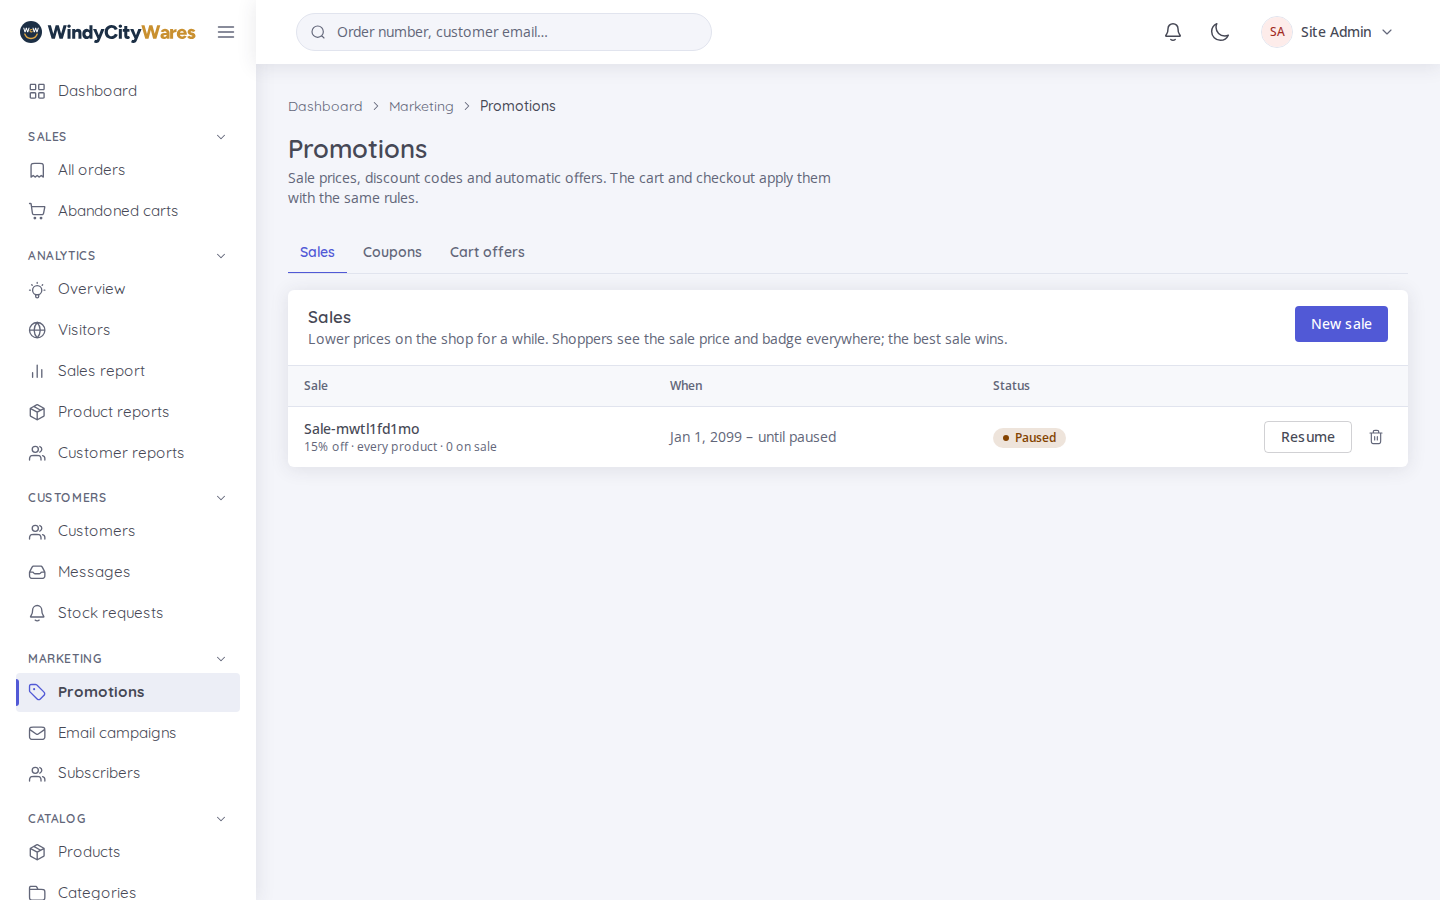 WindyCityWares
Order number, customer email...
SA
Site Admin
Dashboard
SALES
All orders
Abandoned carts
ANALYTICS
Overview
Visitors
Sales report
Product reports
Customer reports
CUSTOMERS
Customers
Messages
Stock requests
MARKETING
Promotions
Email campaigns
Subscribers
CATALOG
Products
Categories
Dashboard > Marketing > Promotions
Promotions
Sale prices, discount codes and automatic offers. The cart and checkout apply them
with the same rules.
Sales Coupons Cart offers
Sales
Lower prices on the shop for a while. Shoppers see the sale price and badge everywhere; the best sale wins.
New sale
Sale When Status
Sale-mwtl1fd1mo
15% off · every product · 0 on sale
Jan 1, 2099 – until paused
Paused
Resume